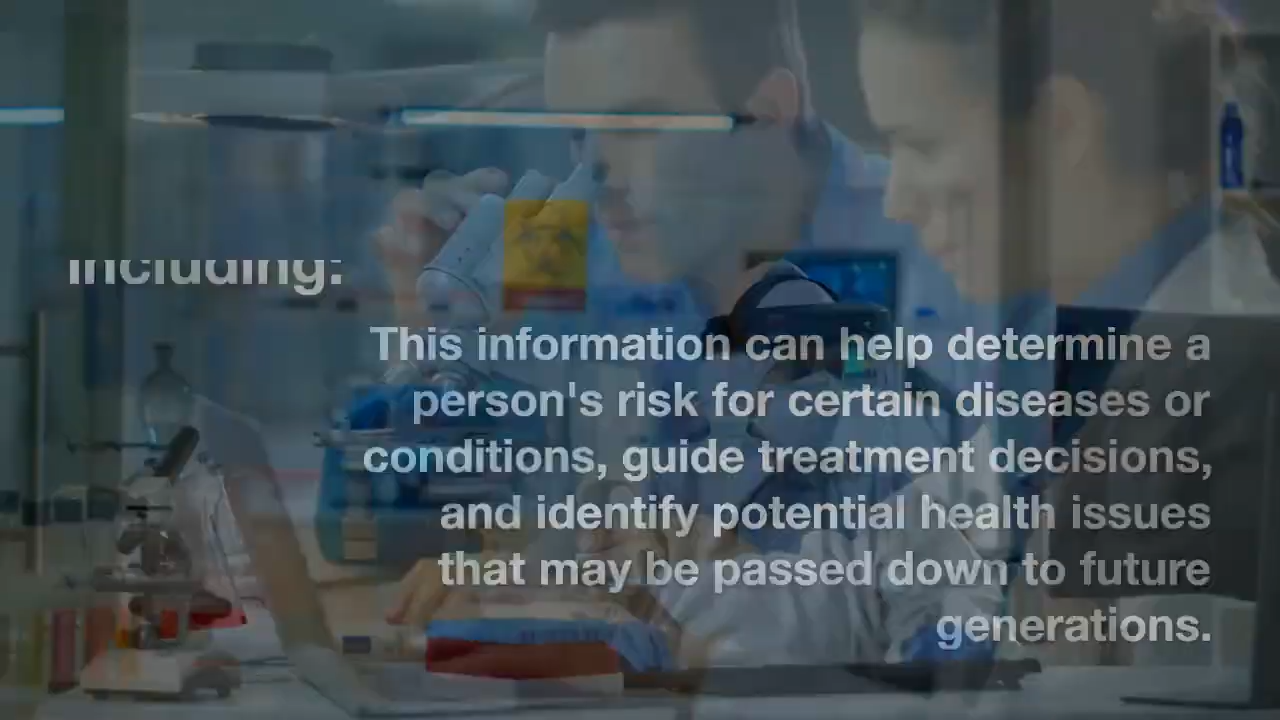 including:
This information can help determine a
person's risk for certain diseases or
conditions, guide treatment decisions,
and identify potential health issues
that may be passed down to future
generations.